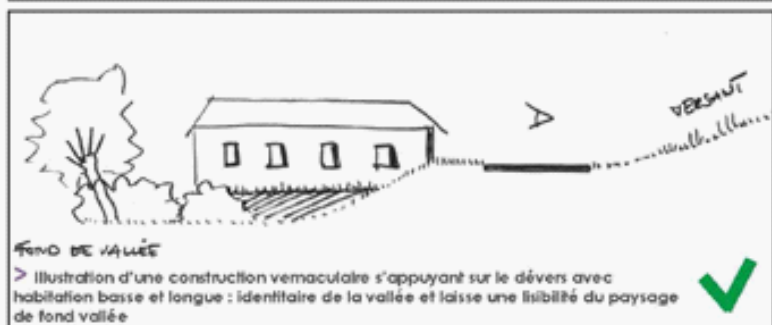 VERSANT
FOND DE VALLÉE
> Illustration d'une construction vernaculaire s'appuyant sur le dévers avec
habitation basse et longue : identitaire de la vallée et laisse une lisibilité du paysage
de fond vallée